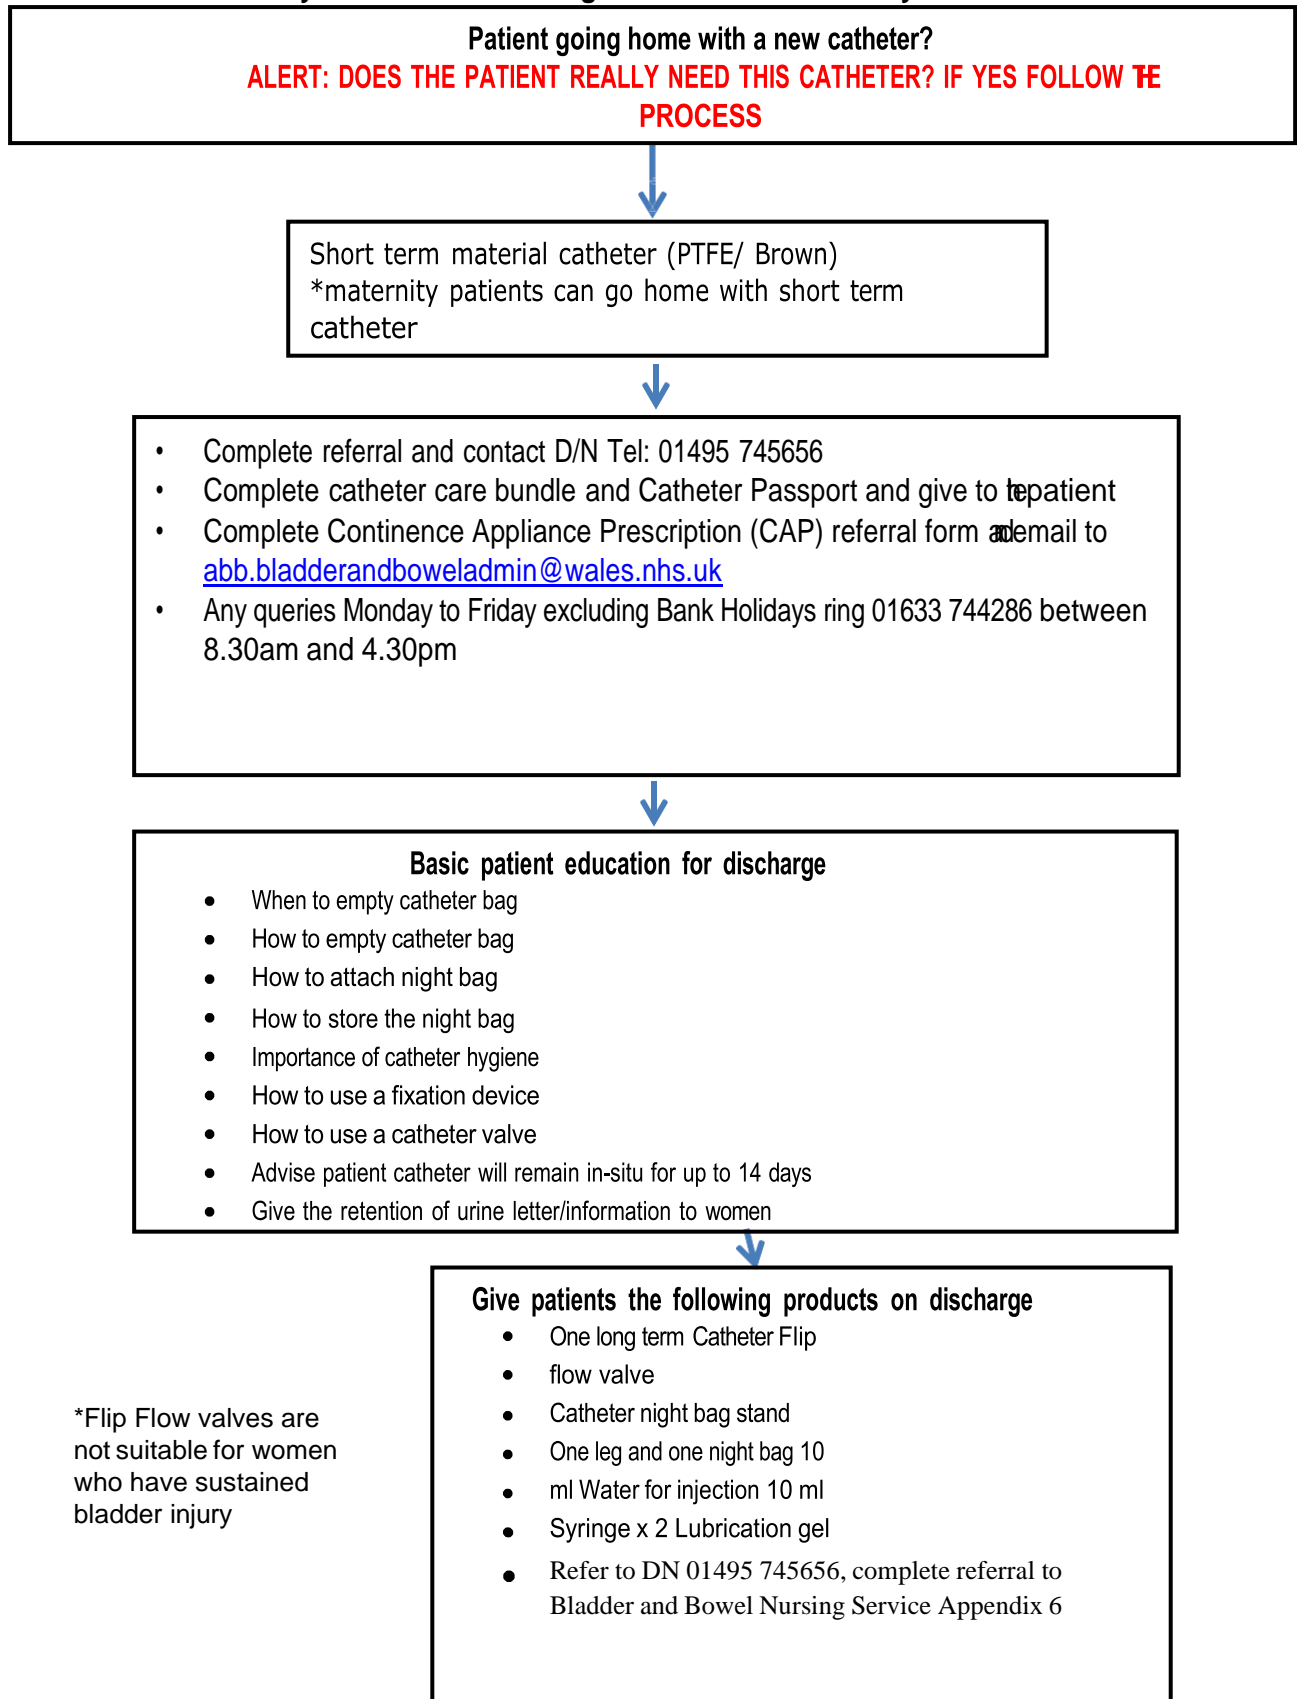 Patient going home with a new catheter?
ALERT: DOES THE PATIENT REALLY NEED THIS CATHETER? IF YES FOLLOW THE
PROCESS
Short term material catheter (PTFE/ Brown)
*maternity patients can go home with short term
catheter
• Complete referral and contact D/N Tel: 01495 745656
• Complete catheter care bundle and Catheter Passport and give to the patient
• Complete Continence Appliance Prescription (CAP) referral form and email to
abb.bladderandboweladmin@wales.nhs.uk
• Any queries Monday to Friday excluding Bank Holidays ring 01633 744286 between
8.30am and 4.30pm
Basic patient education for discharge
• When to empty catheter bag
• How to empty catheter bag
• How to attach night bag
• How to store the night bag
• Importance of catheter hygiene
• How to use a fixation device
• How to use a catheter valve
• Advise patient catheter will remain in-situ for up to 14 days
• Give the retention of urine letter/information to women
Give patients the following products on discharge
• One long term Catheter Flip
• flow valve
• Catheter night bag stand
• One leg and one night bag 10
• ml Water for injection 10 ml
• Syringe x 2 Lubrication gel
• Refer to DN 01495 745656, complete referral to
Bladder and Bowel Nursing Service Appendix 6
*Flip Flow valves are
not suitable for women
who have sustained
bladder injury